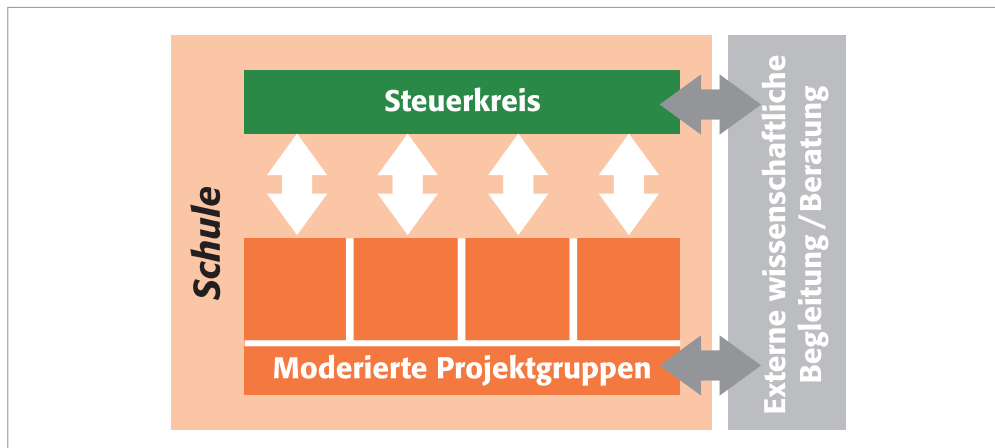 Steuerkreis
Schule
Moderierte Projektgruppen
Externe wissenschaftliche
Begleitung / Beratung